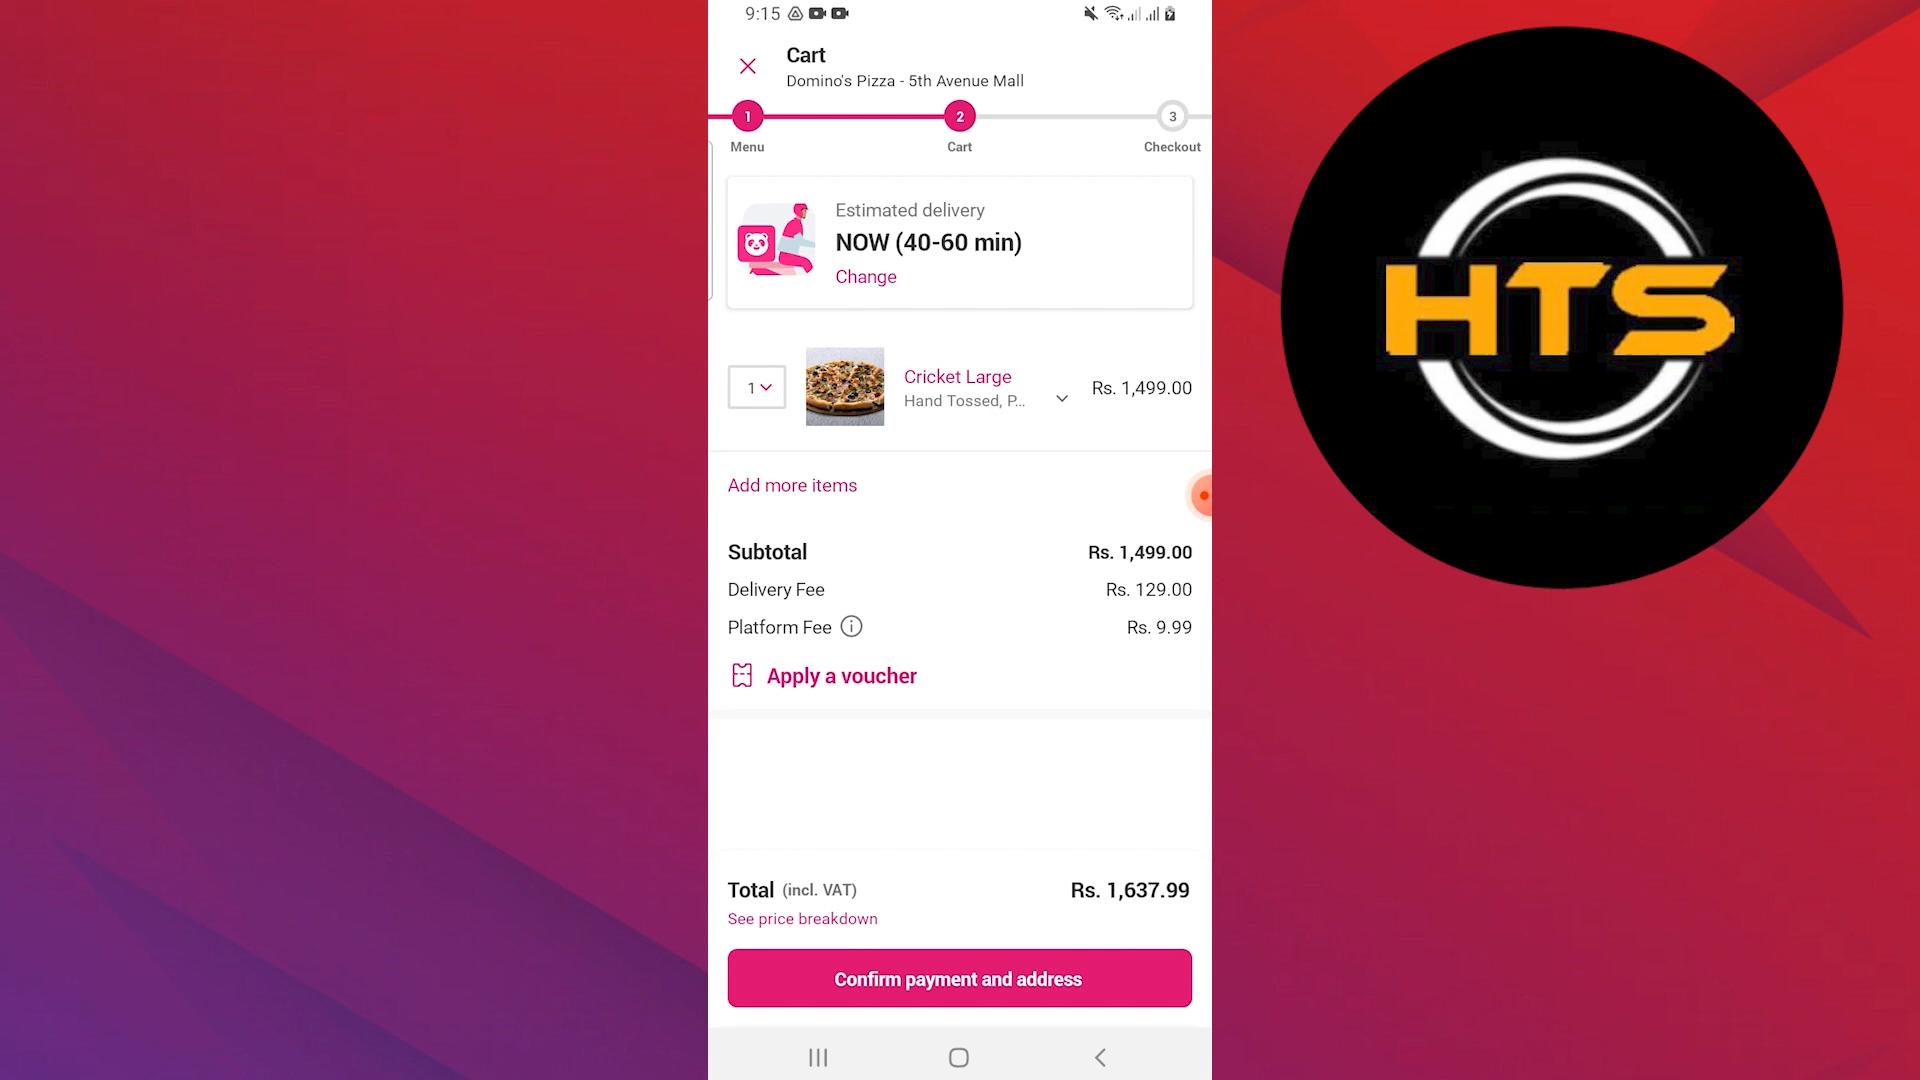 9:15
Cart
Domino's Pizza - 5th Avenue Mall
1
2
3
Menu
Cart
Checkout
Estimated delivery
NOW (40-60 min)
Change
1
Cricket Large
Hand Tossed, P...
Rs. 1,499.00
Add more items
Subtotal
Rs. 1,499.00
Delivery Fee
Rs. 129.00
Platform Fee
Rs. 9.99
Apply a voucher
Total (incl. VAT)
Rs. 1,637.99
See price breakdown
Confirm payment and address
HTS